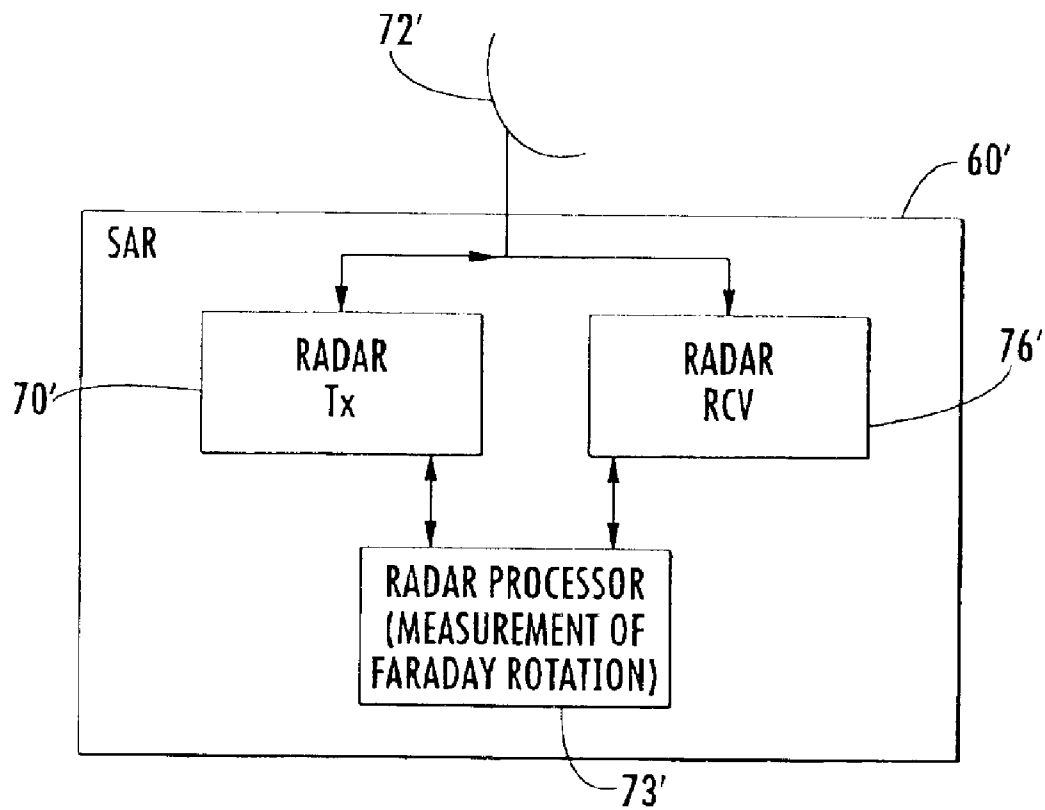 72'
60'
SAR
RADAR
Tx
RADAR
RCV
70'
76'
RADAR PROCESSOR
(MEASUREMENT OF
FARADAY ROTATION)
73'